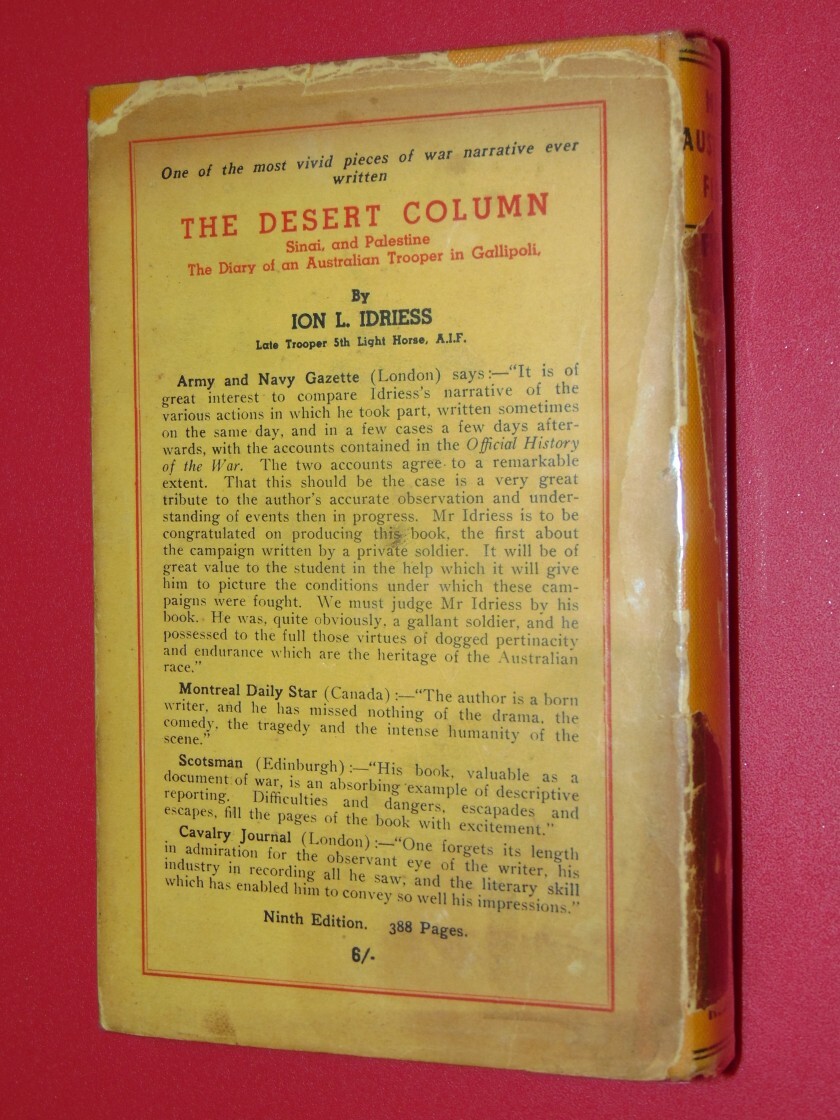 One of the most vivid pieces of war narrative ever
written
THE DESERT COLUMN
Sinai, and Palestine
The Diary of an Australian Trooper in Gallipoli,
By
ION L. IDRIESS
Late Trooper 5th Light Horse, A.I.F.
Army and Navy Gazette (London) says:—"It is of
great interest to compare Idriess's narrative of the
various actions in which he took part, written sometimes
on the same day, and in a few cases a few days after-
wards, with the accounts contained in the Official History
of the War. The two accounts agree to a remarkable
extent. That this should be the case is a very great
tribute to the author's accurate observation and under-
standing of events then in progress. Mr Idriess is to be
congratulated on producing this book, the first about
the campaign written by a private soldier. It will be of
great value to the student in the help which it will give
him to picture the conditions under which these cam-
paigns were fought. We must judge Mr Idriess by his
book. He was, quite obviously, a gallant soldier, and he
possessed to the full those virtues of dogged pertinacity
and endurance which are the heritage of the Australian
race."
Montreal Daily Star (Canada):—"The author is a born
writer, and he has missed nothing of the drama, the
comedy, the tragedy and the intense humanity of the
scene."
Scotsman (Edinburgh):—"His book, valuable as a
document of war, is an absorbing example of descriptive
reporting. Difficulties and dangers, escapades and
escapes, fill the pages of the book with excitement."
Cavalry Journal (London):—"One forgets its length
in admiration for the observant eye of the writer, his
industry in recording all he saw, and the literary skill
which has enabled him to convey so well his impressions."
Ninth Edition. 388 Pages.
6/-
AUS